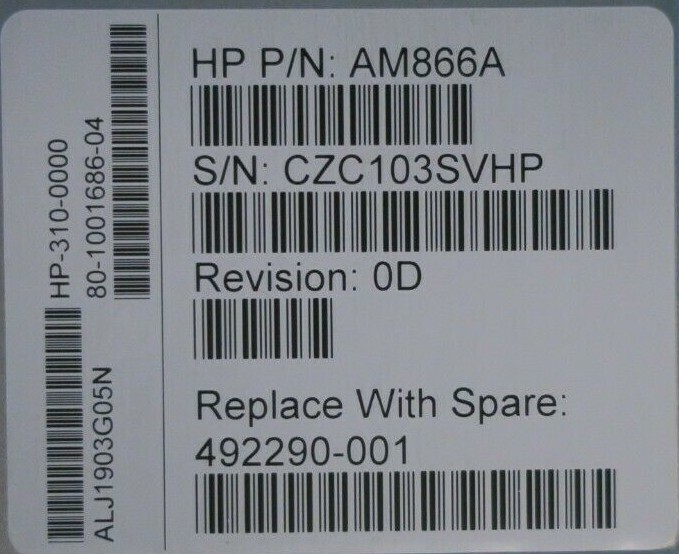 HP P/N: AM866A
S/N: CZC103SVHP
Revision: 0D
Replace With Spare:
492290-001
HP-310-0000
80-1001686-04
ALJ1903G05N